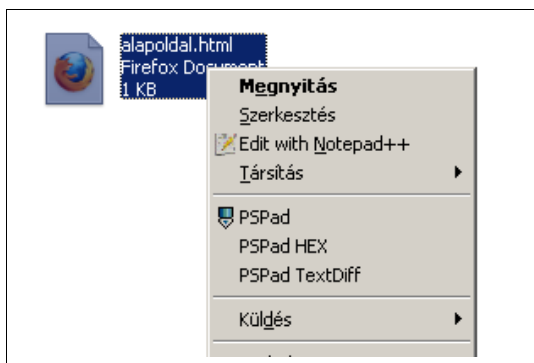 alapoldal.html
Firefox Document
1 KB
Megnyitás
Szerkesztés
Edit with Notepad++
Társítás
PSPad
PSPad HEX
PSPad TextDiff
Küldés